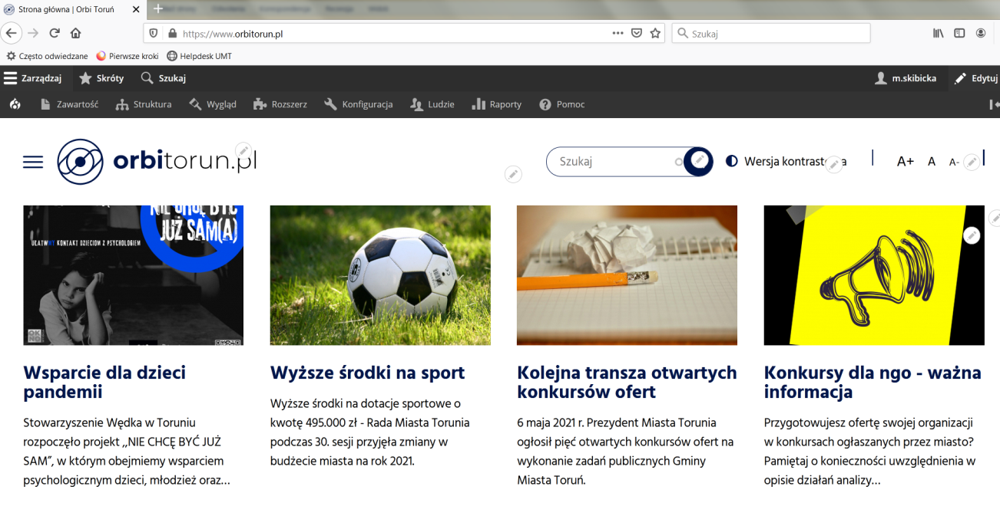 Strona główna | Orbi Toruń
https://www.orbitorun.pl
Szukaj
Często odwiedzane Pierwsze kroki Helpdesk UMT
Zarządzaj Skróty Szukaj m.skibicka Edytuj
Zawartość Struktura Wygląd Rozszerz Konfiguracja Ludzie Raporty Pomoc
orbitorun.pl
Szukaj
Wersja kontrastowa
A+ A A-
NIE CHCĘ BYĆ
JUŻ SAM(A)
UŁATWMY KONTAKT DZIECIOM Z PSYCHOLOGIEM
OK
NO
Wsparcie dla dzieci
pandemii
Stowarzyszenie Wędka w Toruniu
rozpoczęło projekt ,,NIE CHCĘ BYĆ JUŻ
SAM”, w którym obejmiemy wsparciem
psychologicznym dzieci, młodzież oraz...
Wyższe środki na sport
Wyższe środki na dotacje sportowe o
kwotę 495.000 zł - Rada Miasta Torunia
podczas 30. sesji przyjęła zmiany w
budżecie miasta na rok 2021.
Kolejna transza otwartych
konkursów ofert
6 maja 2021 r. Prezydent Miasta Torunia
ogłosił pięć otwartych konkursów ofert na
wykonanie zadań publicznych Gminy
Miasta Toruń.
Konkursy dla ngo - ważna
informacja
Przygotowujesz ofertę swojej organizacji
w konkursach ogłaszanych przez miasto?
Pamiętaj o konieczności uwzględnienia w
opisie działań analizy...